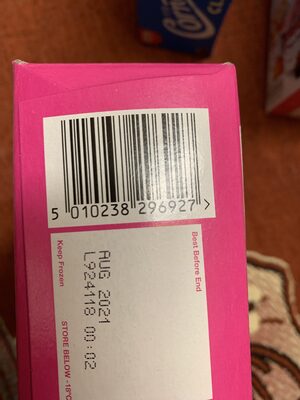 5 010238 296927 >
Best Before End
AUG 2021
L924118 00:02
Keep Frozen
STORE BELOW -18°C